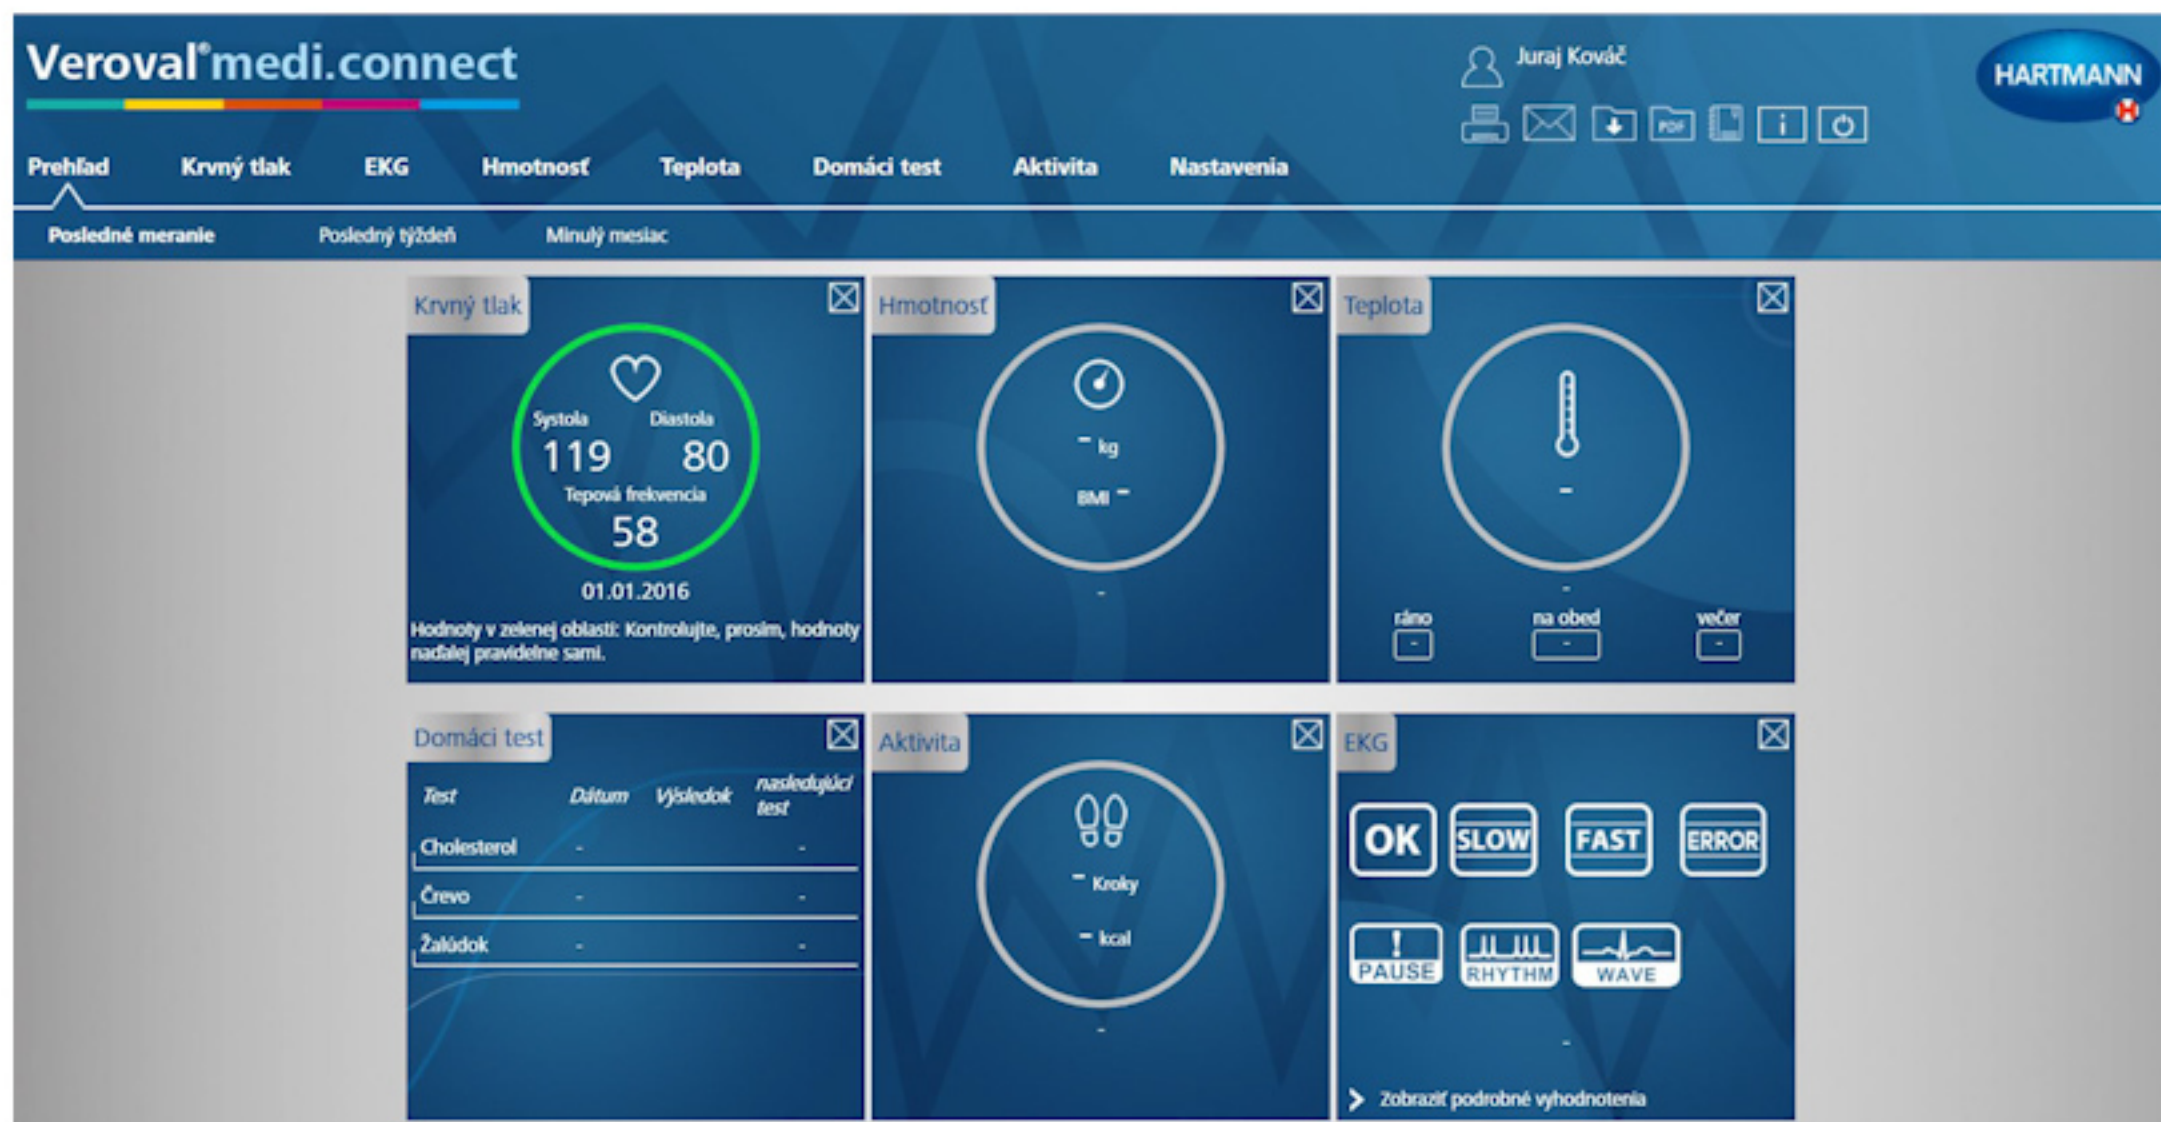 Veroval®medi.connect
Juraj Kováč
HARTMANN
PDF
i
Prehľad Krvný tlak EKG Hmotnosť Teplota Domáci test Aktivita Nastavenia
Posledné meranie Posledný týždeň Minulý mesiac
Krvný tlak
Systola Diastola
119 80
Tepová frekvencia
58
01.01.2016
Hodnoty v zelenej oblasti: Kontrolujte, prosím, hodnoty
naďalej pravidelne sami.
Hmotnosť
- kg
BMI -
-
Teplota
-
-
ráno na obed večer
- - -
Domáci test
Test Dátum Výsledok nasledujúci
test
Cholesterol - -
Črevo - -
Žalúdok - -
Aktivita
- Kroky
- kcal
-
EKG
OK SLOW FAST ERROR
! PAUSE RHYTHM WAVE
-
Zobraziť podrobné vyhodnotenia